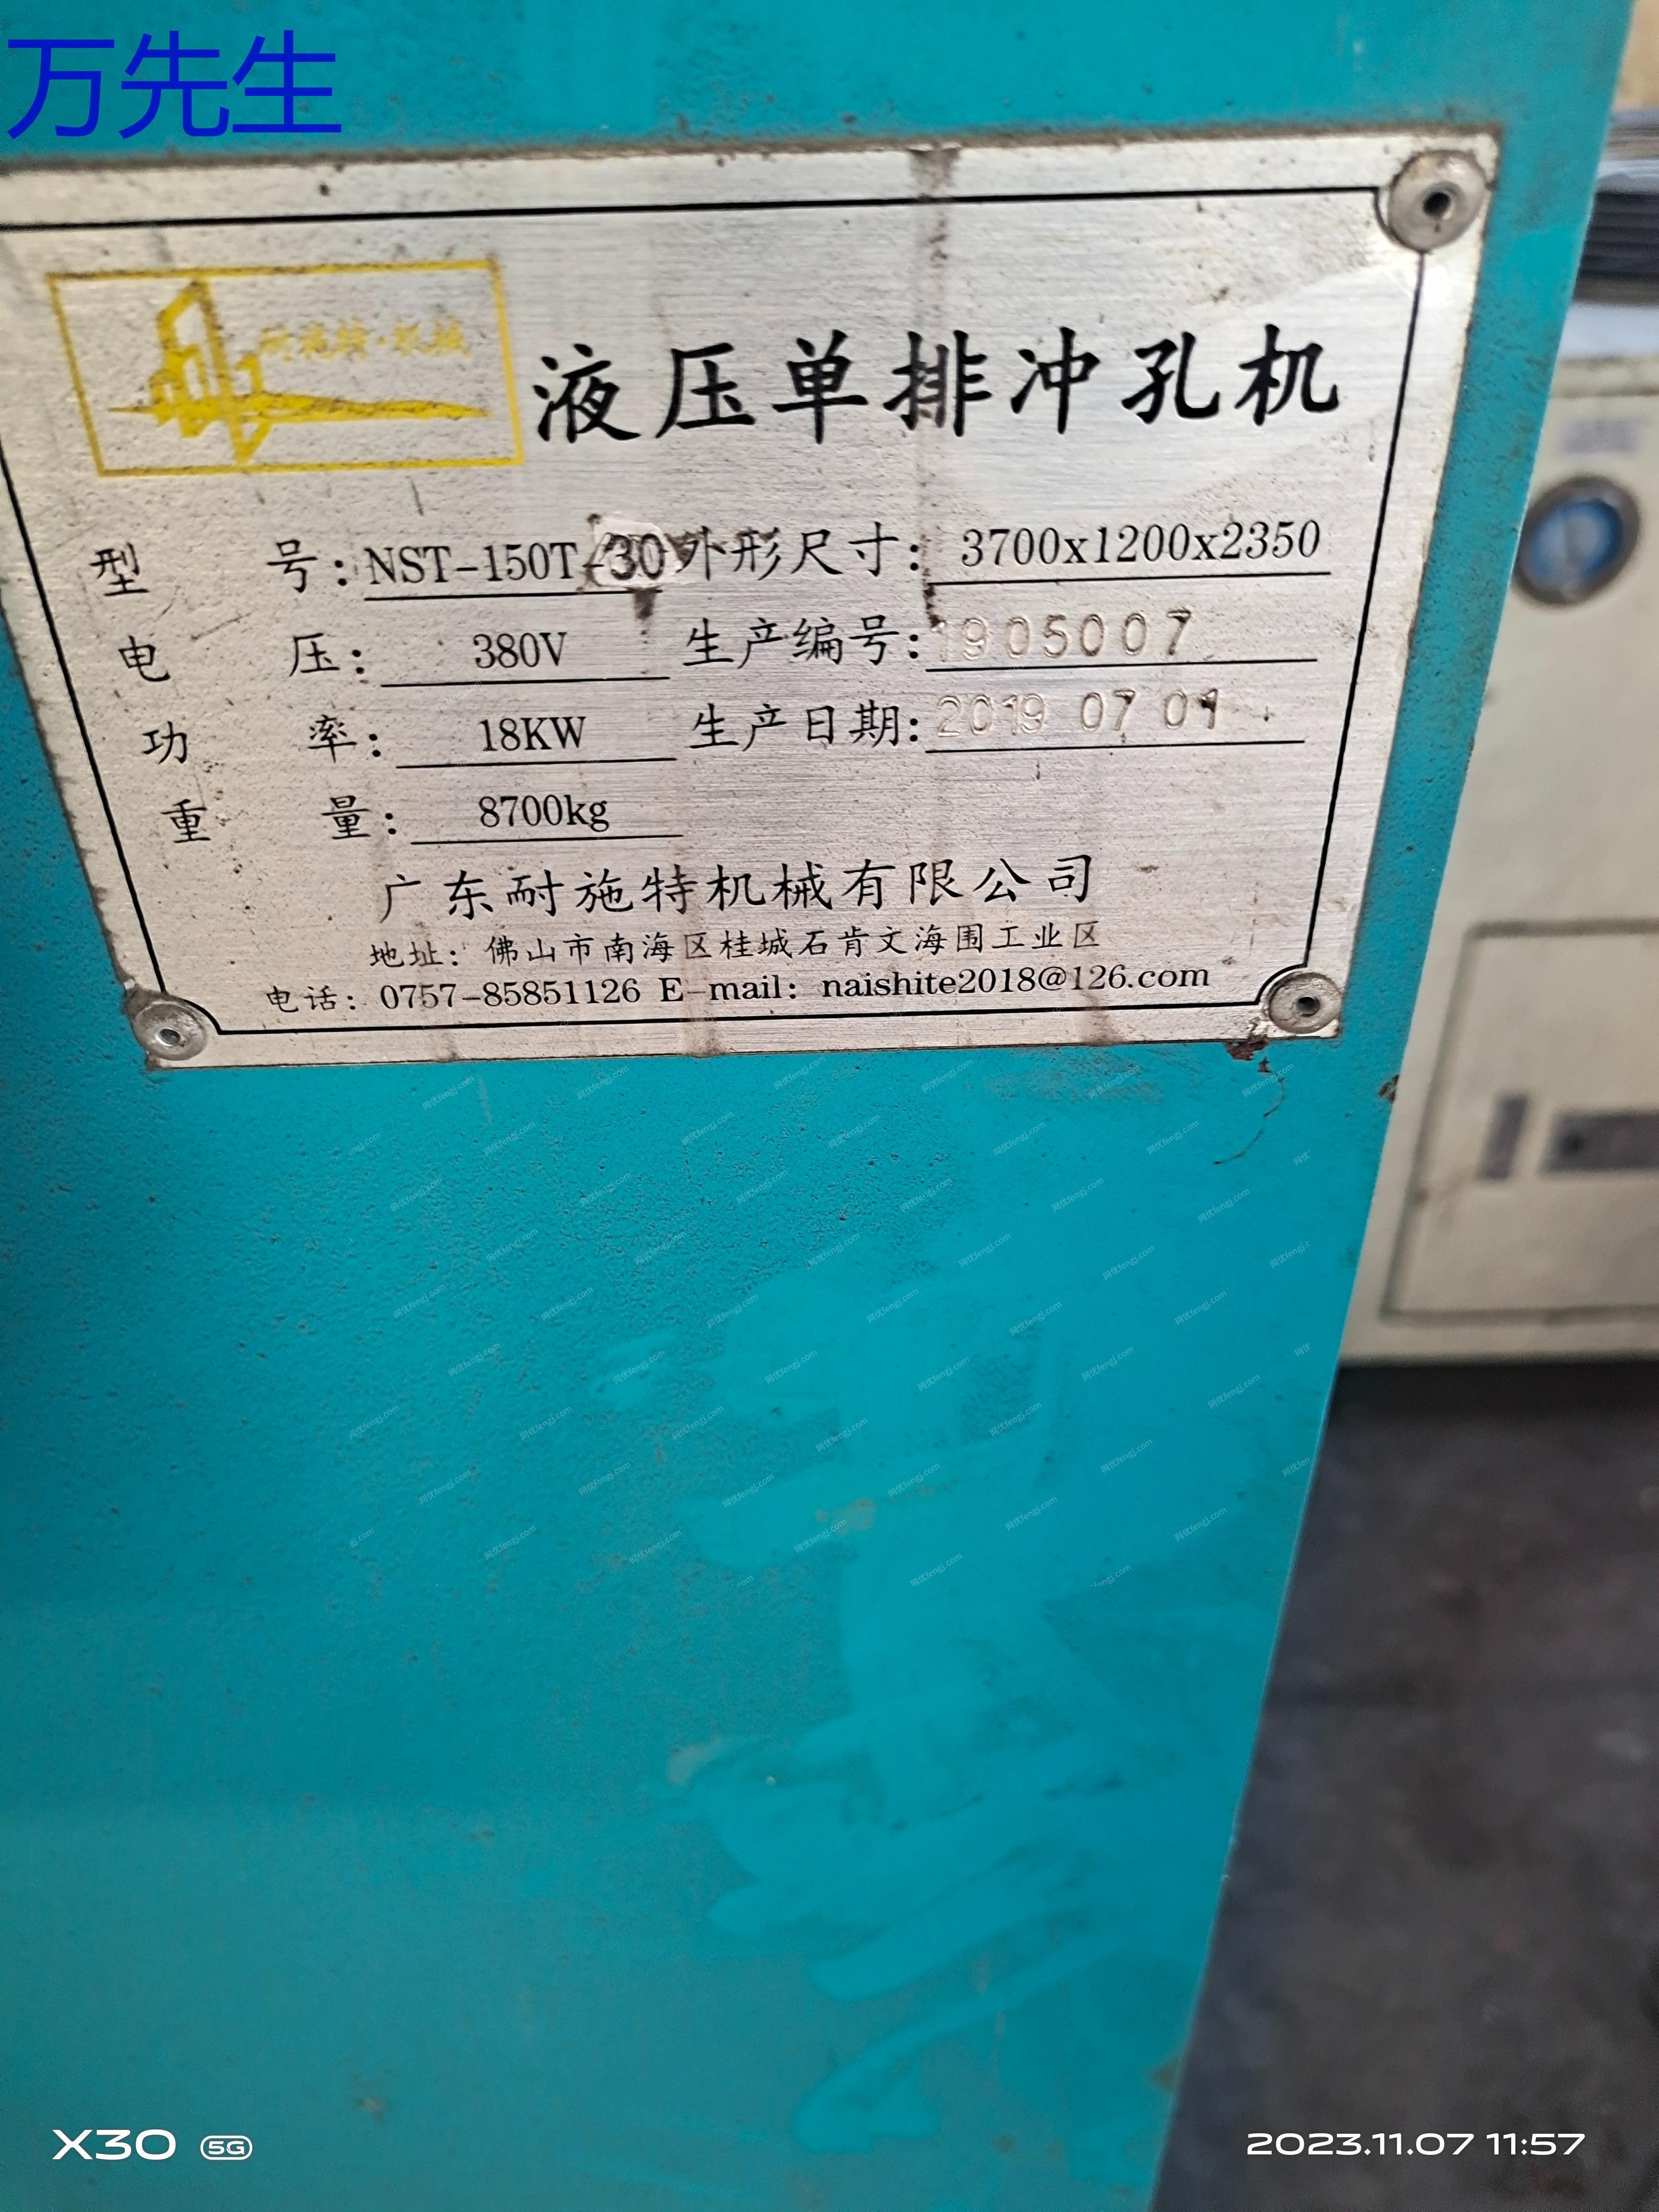 万先生
耐施特·机械
液压单排冲孔机
型号:NST-150T-30 外形尺寸:3700x1200x2350
电压:380V 生产编号:1905007
功率:18KW 生产日期:2019 07 01
重量:8700kg
广东耐施特机械有限公司
地址:佛山市南海区桂城石肯文海围工业区
电话:0757-85851126 E-mail:naishite2018@126.com
X30 5G
2023.11.07 11:57